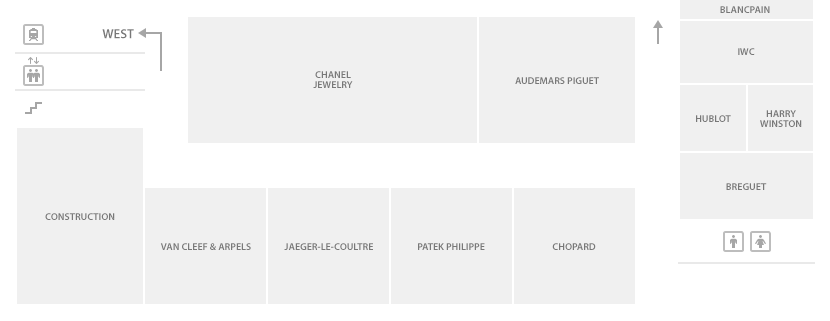 WEST
CHANEL
JEWELRY
AUDEMARS PIGUET
BLANCPAIN
IWC
HUBLOT
HARRY
WINSTON
BREGUET
CONSTRUCTION
VAN CLEEF & ARPELS
JAEGER-LE-COULTRE
PATEK PHILIPPE
CHOPARD